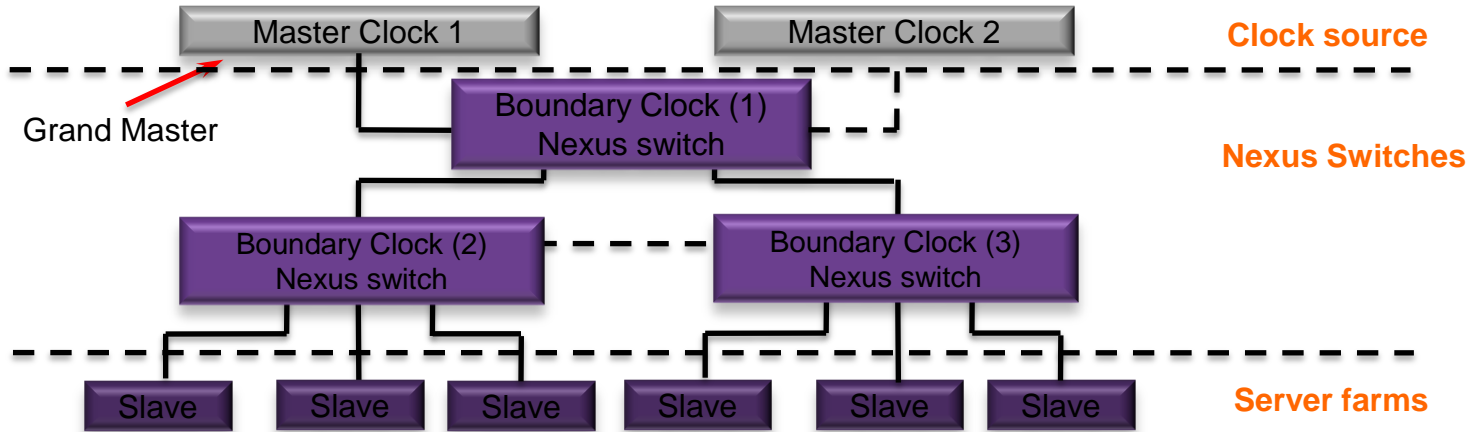 Master Clock 1
Master Clock 2
Clock source
Grand Master
Boundary Clock (1)
Nexus switch
Nexus Switches
Boundary Clock (2)
Nexus switch
Boundary Clock (3)
Nexus switch
Slave
Slave
Slave
Slave
Slave
Slave
Server farms